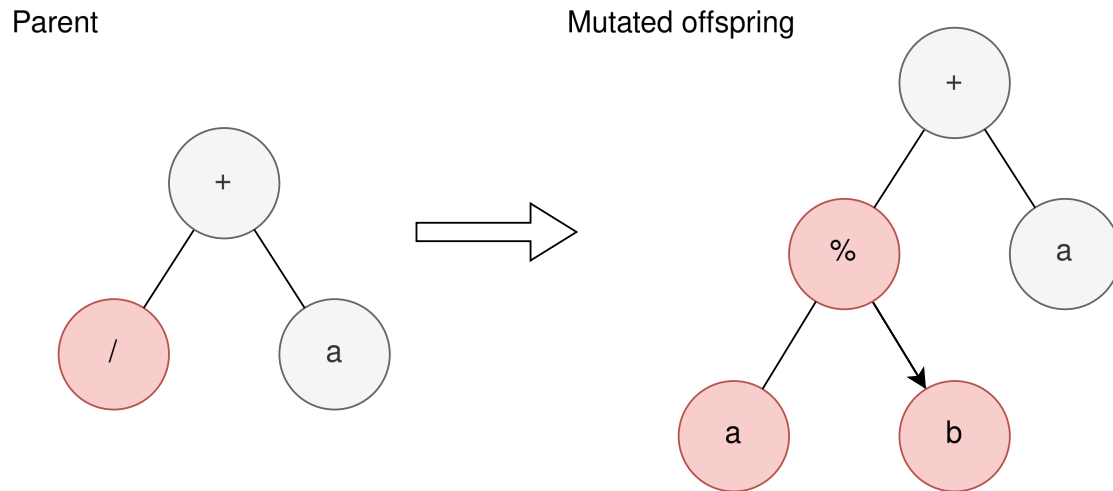 Parent
+
/
a
Mutated offspring
+
%
a
a
b